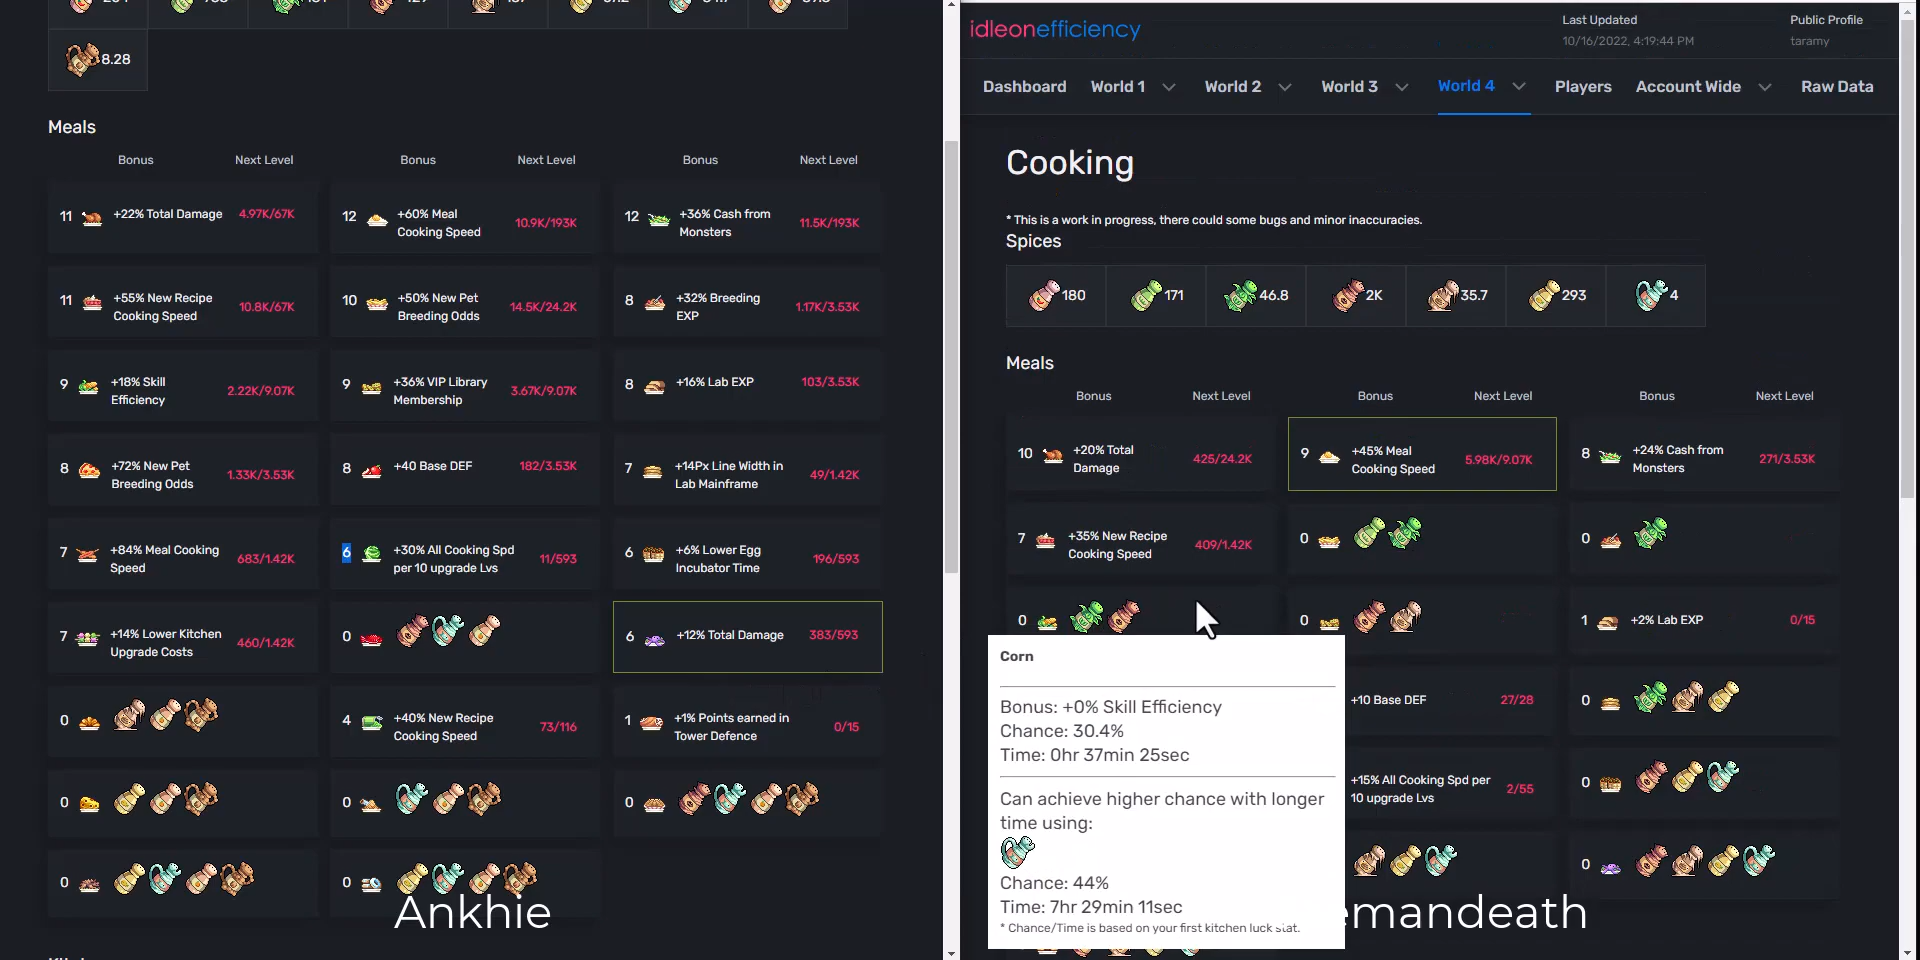 8.28
Meals
Bonus Next Level Bonus Next Level Bonus Next Level
11 +22% Total Damage 4.97K/67K
12 +60% Meal
Cooking Speed 10.9K/193K
12 +36% Cash from
Monsters 11.5K/193K
11 +55% New Recipe
Cooking Speed 10.8K/67K
10 +50% New Pet
Breeding Odds 14.5K/24.2K
8 +32% Breeding
EXP 1.17K/3.53K
9 +18% Skill
Efficiency 2.22K/9.07K
9 +36% VIP Library
Membership 3.67K/9.07K
8 +16% Lab EXP 103/3.53K
8 +72% New Pet
Breeding Odds 1.33K/3.53K
8 +40 Base DEF 182/3.53K
7 +14Px Line Width in
Lab Mainframe 49/1.42K
7 +84% Meal Cooking
Speed 683/1.42K
6 +30% All Cooking Spd
per 10 upgrade Lvs 11/593
6 +6% Lower Egg
Incubator Time 196/593
7 +14% Lower Kitchen
Upgrade Costs 460/1.42K
0
6 +12% Total Damage 383/593
0
4 +40% New Recipe
Cooking Speed 73/116
1 +1% Points earned in
Tower Defence 0/15
0 0 0
0 0
Ankhie
idleonefficiency
Last Updated
10/16/2022, 4:19:44 PM
Public Profile
taramy
Dashboard World 1 World 2 World 3 World 4 Players Account Wide Raw Data
Cooking
* This is a work in progress, there could some bugs and minor inaccuracies.
Spices
180 171 46.8 2K 35.7 293 4
Meals
Bonus Next Level Bonus Next Level Bonus Next Level
10 +20% Total
Damage 425/24.2K
9 +45% Meal
Cooking Speed 5.98K/9.07K
8 +24% Cash from
Monsters 271/3.53K
7 +35% New Recipe
Cooking Speed 409/1.42K
0 0
0 0
1 +2% Lab EXP 0/15
Corn
Bonus: +0% Skill Efficiency
Chance: 30.4%
Time: 0hr 37min 25sec
Can achieve higher chance with longer
time using:
Chance: 44%
Time: 7hr 29min 11sec
* Chance/Time is based on your first kitchen luck stat.
+10 Base DEF 27/28
0
+15% All Cooking Spd per
10 upgrade Lvs 2/55
0
0
emandeath